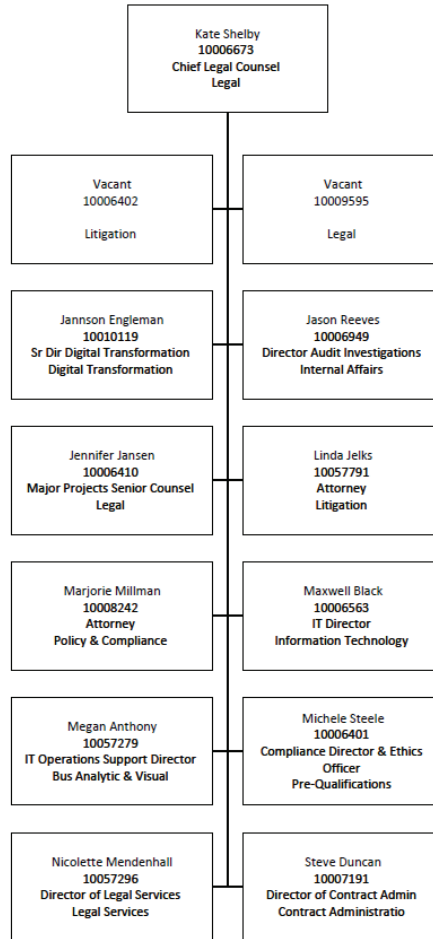 Kate Shelby
10006673
Chief Legal Counsel
Legal
Vacant
10006402
Litigation
Vacant
10009595
Legal
Jannson Engleman
10010119
Sr Dir Digital Transformation
Digital Transformation
Jason Reeves
10006949
Director Audit Investigations
Internal Affairs
Jennifer Jansen
10006410
Major Projects Senior Counsel
Legal
Linda Jelks
10057791
Attorney
Litigation
Marjorie Millman
10008242
Attorney
Policy & Compliance
Maxwell Black
10006563
IT Director
Information Technology
Megan Anthony
10057279
IT Operations Support Director
Bus Analytic & Visual
Michele Steele
10006401
Compliance Director & Ethics
Officer
Pre-Qualifications
Nicolette Mendenhall
10057296
Director of Legal Services
Legal Services
Steve Duncan
10007191
Director of Contract Admin
Contract Administratio